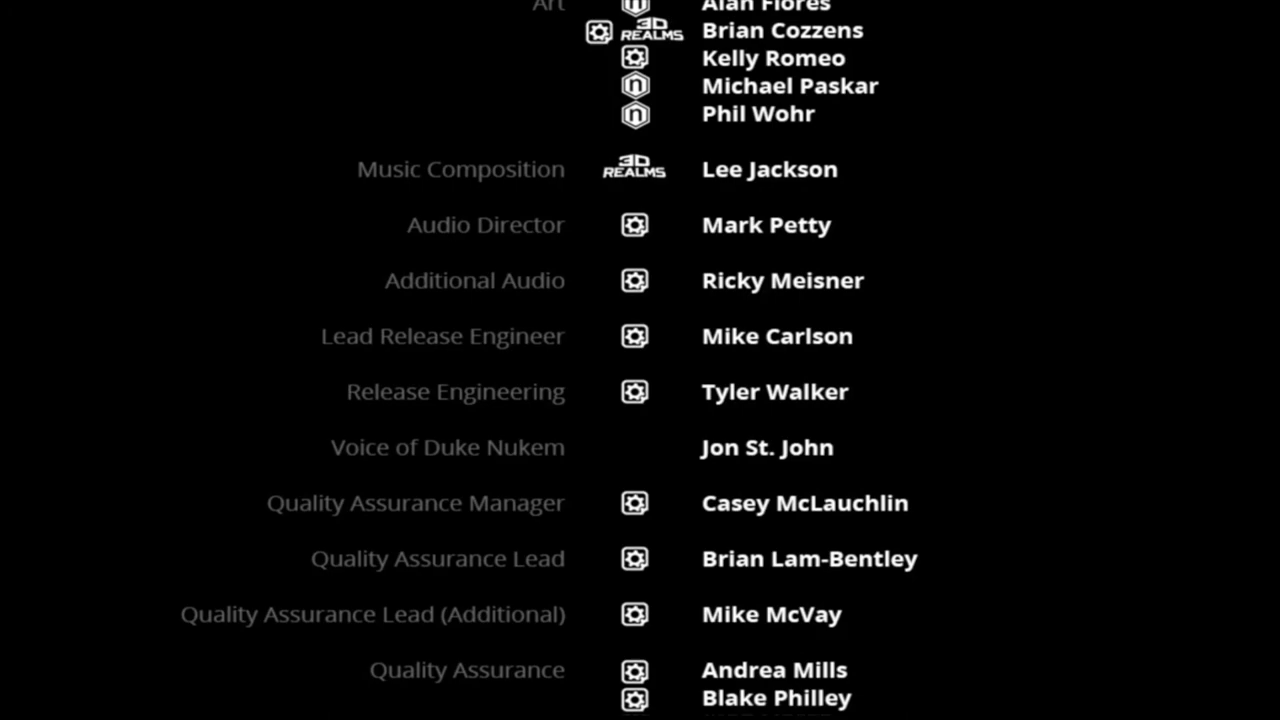 Art Alan Flores
3D REALMS Brian Cozzens
Kelly Romeo
n Michael Paskar
n Phil Wohr
Music Composition 3D REALMS Lee Jackson
Audio Director Mark Petty
Additional Audio Ricky Meisner
Lead Release Engineer Mike Carlson
Release Engineering Tyler Walker
Voice of Duke Nukem Jon St. John
Quality Assurance Manager Casey McLauchlin
Quality Assurance Lead Brian Lam-Bentley
Quality Assurance Lead (Additional) Mike McVay
Quality Assurance Andrea Mills
Blake Philley